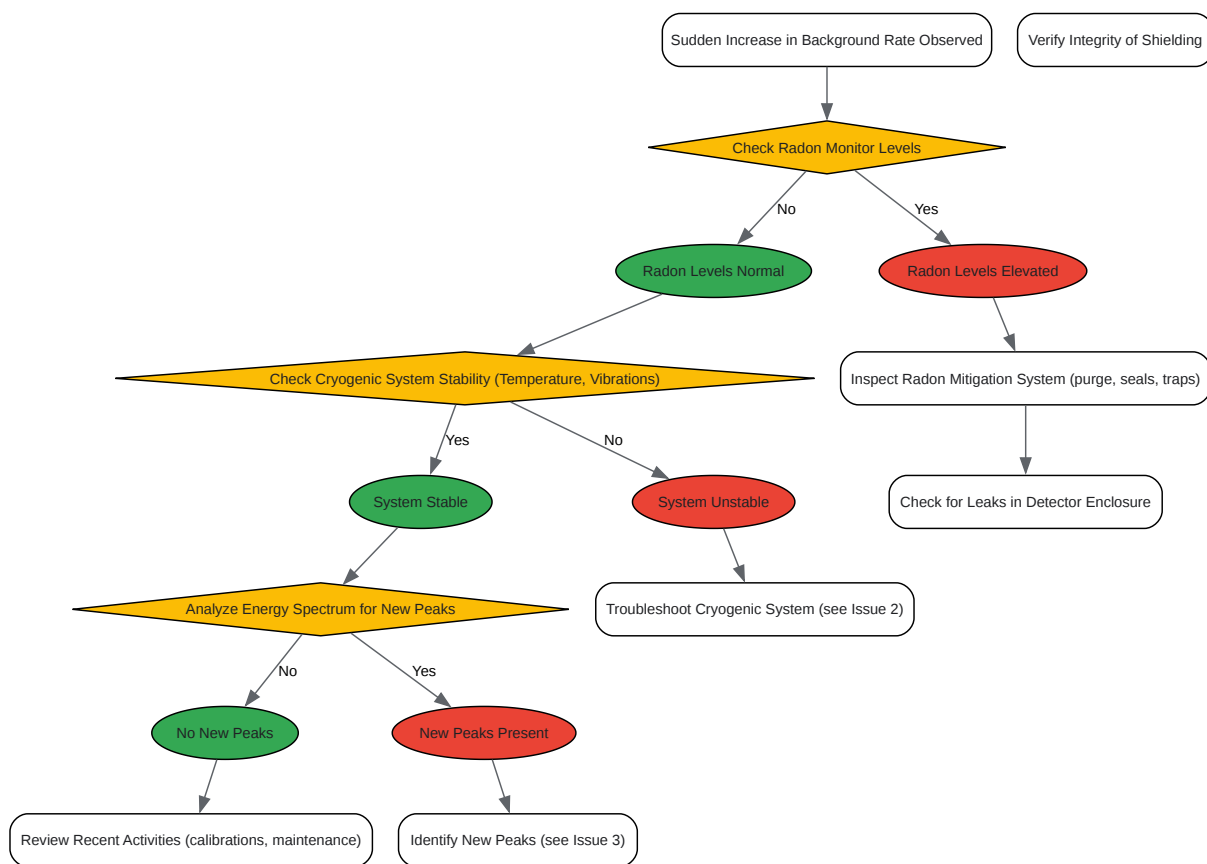 Sudden Increase in Background Rate Observed
Verify Integrity of Shielding
Check Radon Monitor Levels
No
Yes
Radon Levels Normal
Radon Levels Elevated
Check Cryogenic System Stability (Temperature, Vibrations)
Inspect Radon Mitigation System (purge, seals, traps)
Yes
No
System Stable
System Unstable
Check for Leaks in Detector Enclosure
Analyze Energy Spectrum for New Peaks
Troubleshoot Cryogenic System (see Issue 2)
No
Yes
No New Peaks
New Peaks Present
Review Recent Activities (calibrations, maintenance)
Identify New Peaks (see Issue 3)